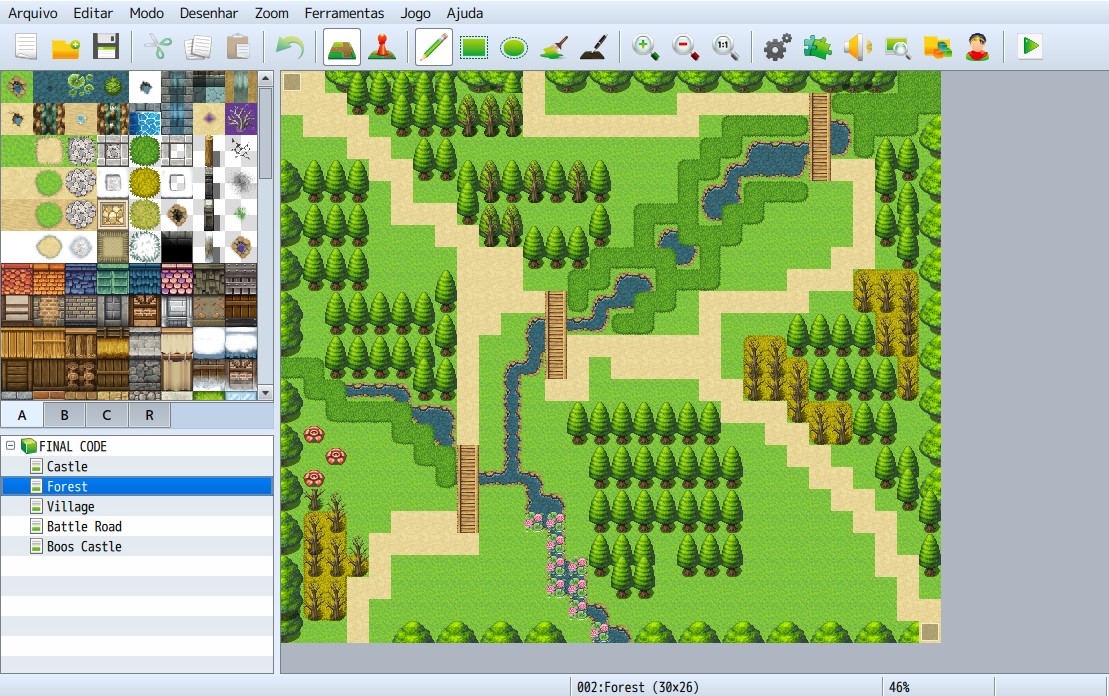 Arquivo Editar Modo Desenhar Zoom Ferramentas Jogo Ajuda
1:1
A B C R
FINAL CODE
Castle
Forest
Village
Battle Road
Boos Castle
002:Forest (30x26) 46%